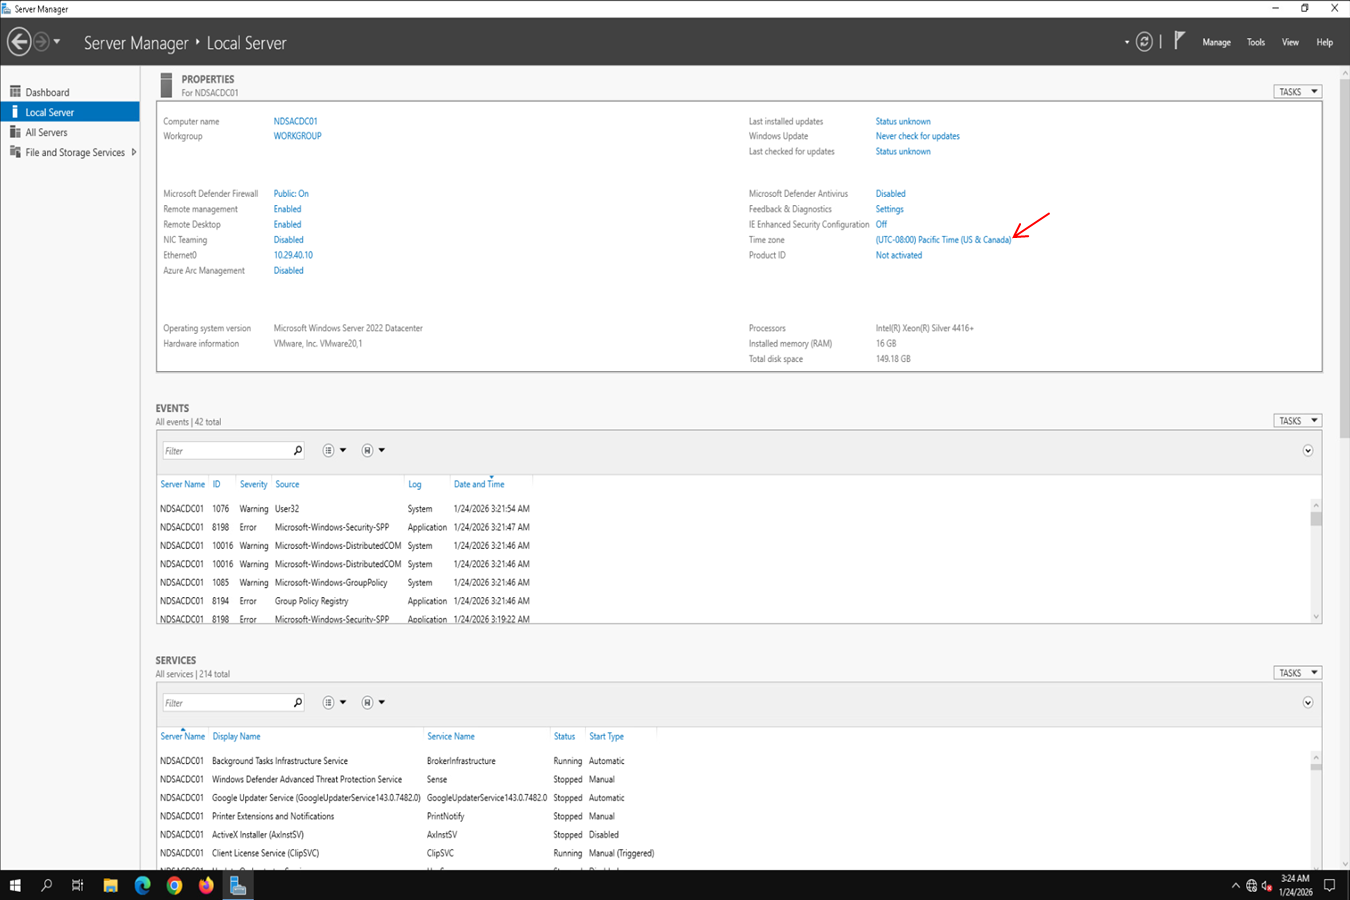 Server Manager
Server Manager ‣ Local Server
Manage Tools View Help
Dashboard
Local Server
All Servers
File and Storage Services
PROPERTIES
For NDSACDC01
TASKS
Computer name NDSACDC01
Workgroup WORKGROUP
Last installed updates Status unknown
Windows Update Never check for updates
Last checked for updates Status unknown
Microsoft Defender Firewall Public: On
Remote management Enabled
Remote Desktop Enabled
NIC Teaming Disabled
Ethernet0 10.29.40.10
Azure Arc Management Disabled
Microsoft Defender Antivirus Disabled
Feedback & Diagnostics Settings
IE Enhanced Security Configuration Off
Time zone (UTC-08:00) Pacific Time (US & Canada)
Product ID Not activated
Operating system version Microsoft Windows Server 2022 Datacenter
Hardware information VMware, Inc. VMware20,1
Processors Intel(R) Xeon(R) Silver 4416+
Installed memory (RAM) 16 GB
Total disk space 149.18 GB
EVENTS
All events | 42 total
TASKS
Filter
Server Name ID Severity Source Log Date and Time
NDSACDC01 1076 Warning User32 System 1/24/2026 3:21:54 AM
NDSACDC01 8198 Error Microsoft-Windows-Security-SPP Application 1/24/2026 3:21:47 AM
NDSACDC01 10016 Warning Microsoft-Windows-DistributedCOM System 1/24/2026 3:21:46 AM
NDSACDC01 10016 Warning Microsoft-Windows-DistributedCOM System 1/24/2026 3:21:46 AM
NDSACDC01 1085 Warning Microsoft-Windows-GroupPolicy System 1/24/2026 3:21:46 AM
NDSACDC01 8194 Error Group Policy Registry Application 1/24/2026 3:21:46 AM
NDSACDC01 8198 Error Microsoft-Windows-Security-SPP Application 1/24/2026 3:19:22 AM
SERVICES
All services | 214 total
TASKS
Filter
Server Name Display Name Service Name Status Start Type
NDSACDC01 Background Tasks Infrastructure Service BrokerInfrastructure Running Automatic
NDSACDC01 Windows Defender Advanced Threat Protection Service Sense Stopped Manual
NDSACDC01 Google Updater Service (GoogleUpdaterService143.0.7482.0) GoogleUpdaterService143.0.7482.0 Stopped Automatic
NDSACDC01 Printer Extensions and Notifications PrintNotify Stopped Manual
NDSACDC01 ActiveX Installer (AxInstSV) AxInstSV Stopped Disabled
NDSACDC01 Client License Service (ClipSVC) ClipSVC Running Manual (Triggered)
3:24 AM
1/24/2026